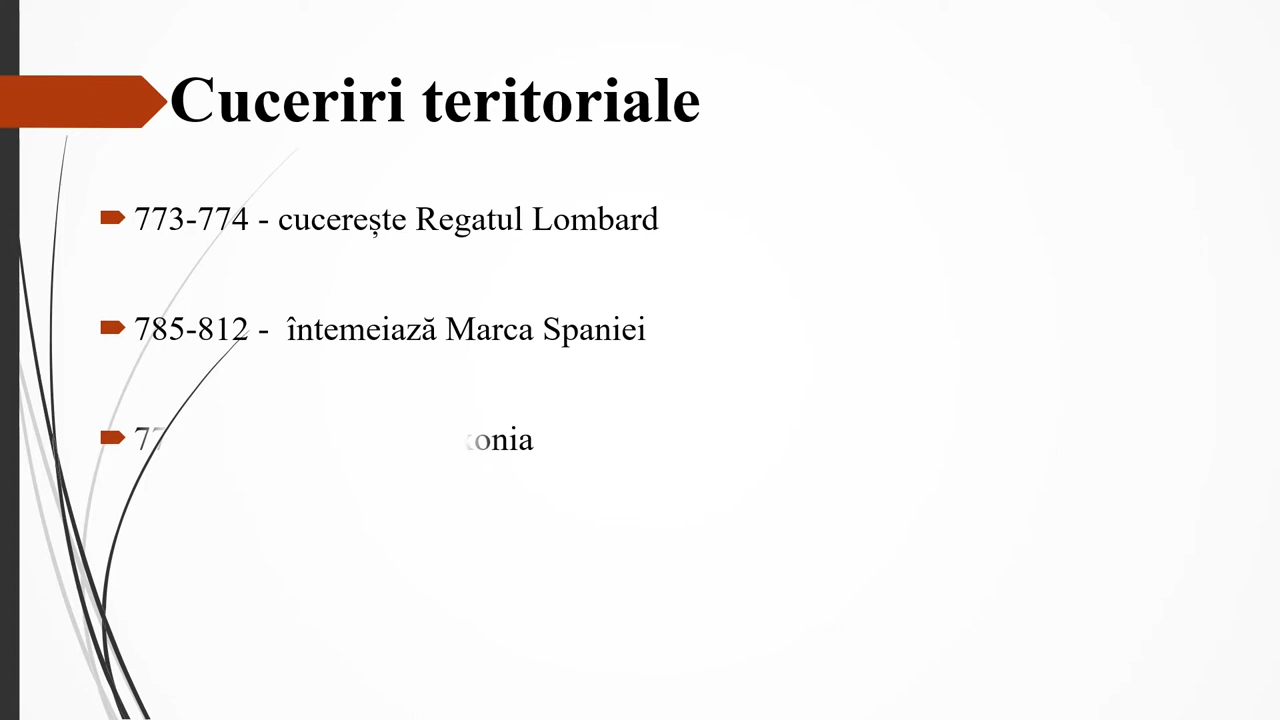 Cuceriri teritoriale
773-774 - cucerește Regatul Lombard
785-812 - întemeiază Marca Spaniei